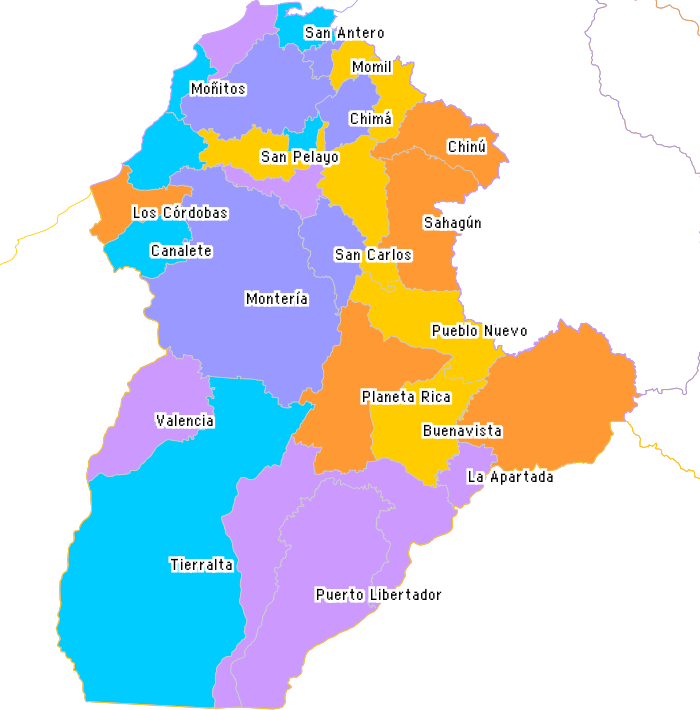 San Antero
Momil
Moñitos
Chimá
Chinú
San Pelayo
Los Córdobas
Sahagún
Canalete
San Carlos
Montería
Pueblo Nuevo
Planeta Rica
Valencia
Buenavista
La Apartada
Tierralta
Puerto Libertador